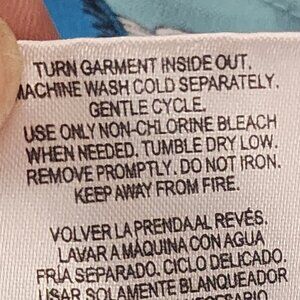 TURN GARMENT INSIDE OUT.
MACHINE WASH COLD SEPARATELY.
GENTLE CYCLE.
USE ONLY NON-CHLORINE BLEACH
WHEN NEEDED. TUMBLE DRY LOW.
REMOVE PROMPTLY. DO NOT IRON.
KEEP AWAY FROM FIRE.
VOLVER LA PRENDA AL REVÉS.
LAVAR A MÁQUINA CON AGUA
FRÍA SEPARADO. CICLO DELICADO.
USAR SOLAMENTE BLANQUEADOR